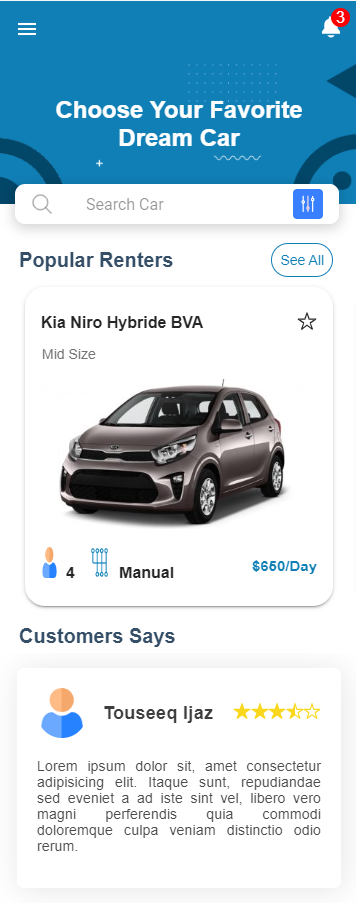 3
Choose Your Favorite
Dream Car
Search Car
Popular Renters
See All
Kia Niro Hybride BVA
Mid Size
4
Manual
$650/Day
Customers Says
Touseeq Ijaz
Lorem ipsum dolor sit, amet consectetur
adipisicing elit. Itaque sunt, repudiandae
sed eveniet a ad iste sint vel, libero vero
magni perferendis quia commodi
doloremque culpa veniam distinctio odio
rerum.